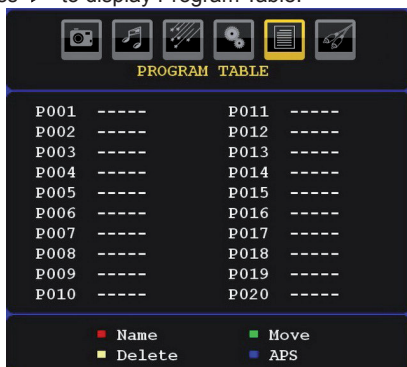 to display Program Table.
PROGRAM TABLE
P001 ----- P011 -----
P002 ----- P012 -----
P003 ----- P013 -----
P004 ----- P014 -----
P005 ----- P015 -----
P006 ----- P016 -----
P007 ----- P017 -----
P008 ----- P018 -----
P009 ----- P019 -----
P010 ----- P020 -----
Name Move
Delete APS